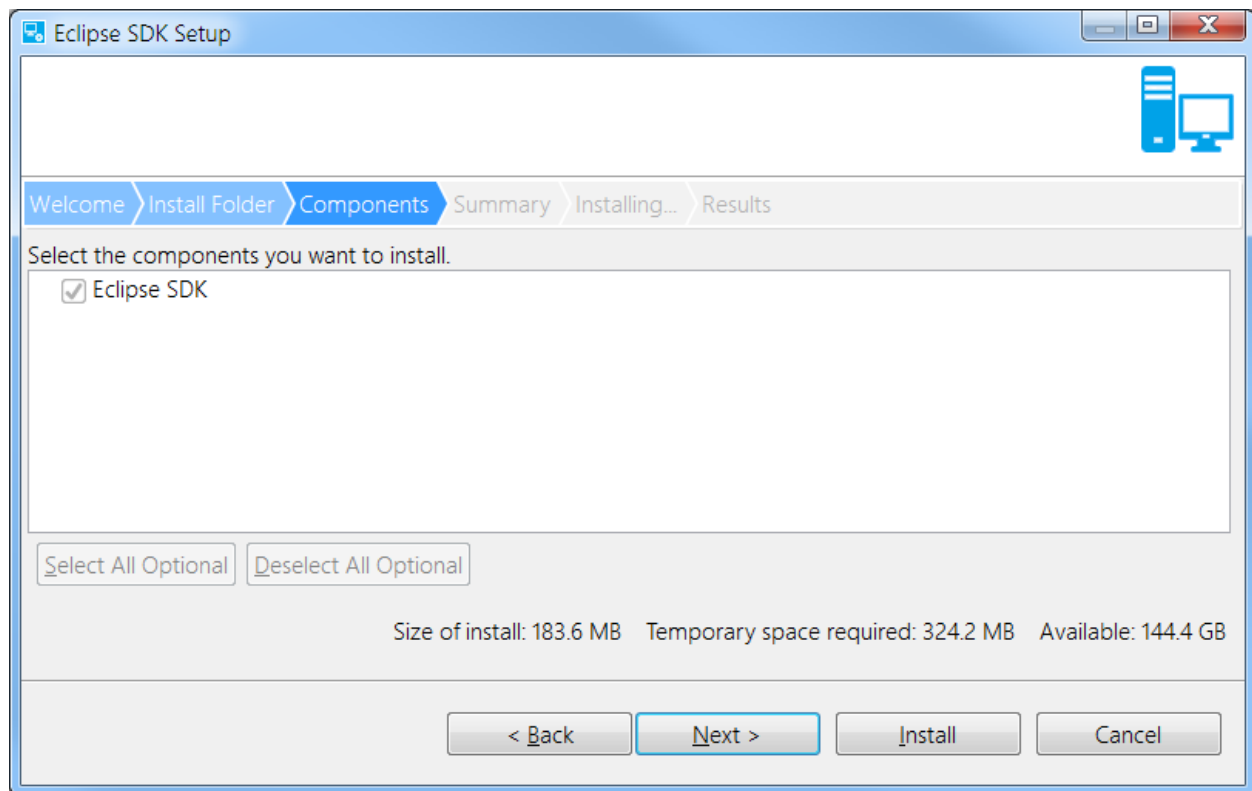 Eclipse SDK Setup
Welcome Install Folder Components Summary Installing... Results
Select the components you want to install.
Eclipse SDK
Select All Optional Deselect All Optional
Size of install: 183.6 MB Temporary space required: 324.2 MB Available: 144.4 GB
< Back Next > Install Cancel